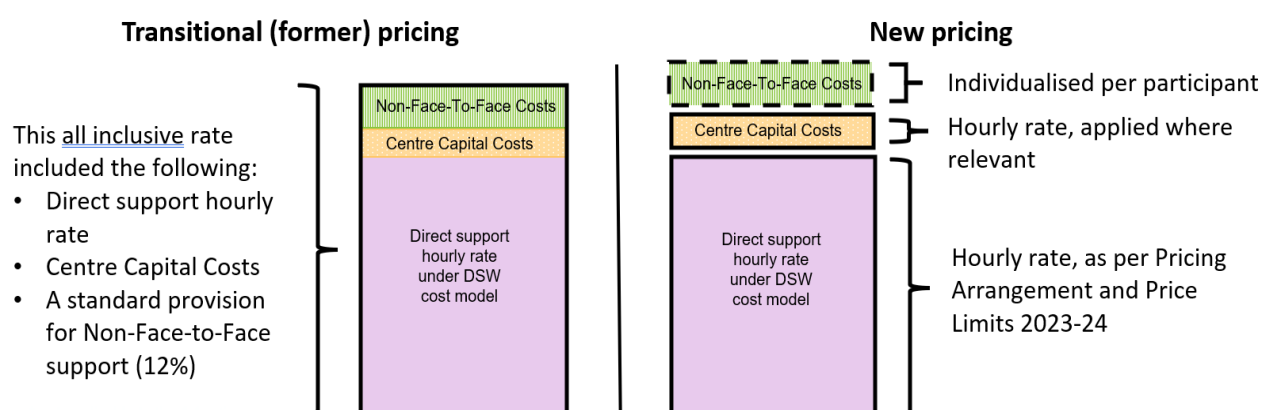 Transitional (former) pricing
This all inclusive rate
included the following:
• Direct support hourly
rate
• Centre Capital Costs
• A standard provision
for Non-Face-to-Face
support (12%)
Non-Face-To-Face Costs
Centre Capital Costs
Direct support
hourly rate
under DSW
cost model
New pricing
Non-Face-To-Face Costs
Centre Capital Costs
Direct support
hourly rate
under DSW
cost model
Individualised per participant
Hourly rate, applied where
relevant
Hourly rate, as per Pricing
Arrangement and Price
Limits 2023-24